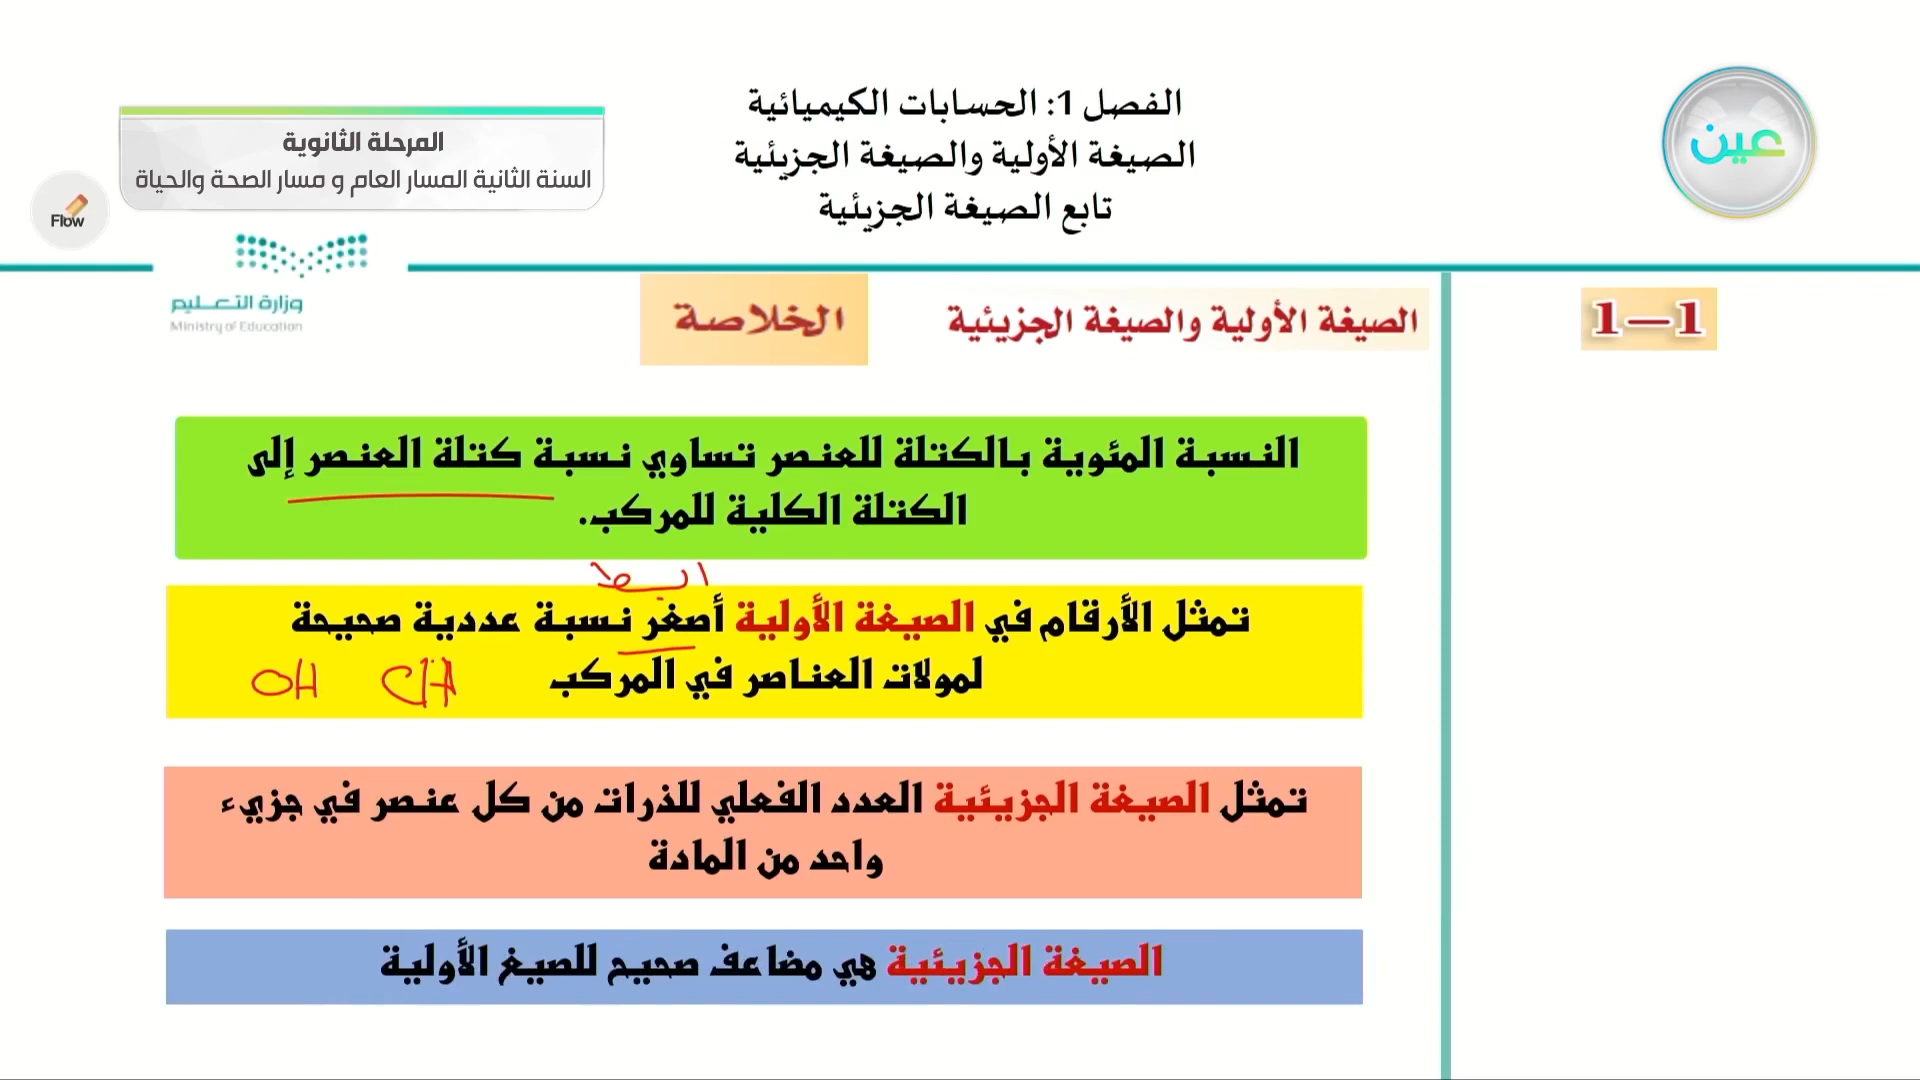 الفصل 1: الحسابات الكيميائية
الصيغة الأولية والصيغة الجزيئية
تابع الصيغة الجزيئية
عين
المرحلة الثانوية
السنة الثانية المسار العام و مسار الصحة والحياة
Flow
وزارة التعليم
Ministry of Education
1–1
الصيغة الأولية والصيغة الجزيئية
الخلاصة
النسبة المئوية بالكتلة للعنصر تساوي نسبة كتلة العنصر إلى
الكتلة الكلية للمركب.
تمثل الأرقام في الصيغة الأولية أصغر نسبة عددية صحيحة
لمولات العناصر في المركب
OH
تمثل الصيغة الجزيئية العدد الفعلي للذرات من كل عنصر في جزيء
واحد من المادة
الصيغة الجزيئية هي مضاعف صحيح للصيغ الأولية